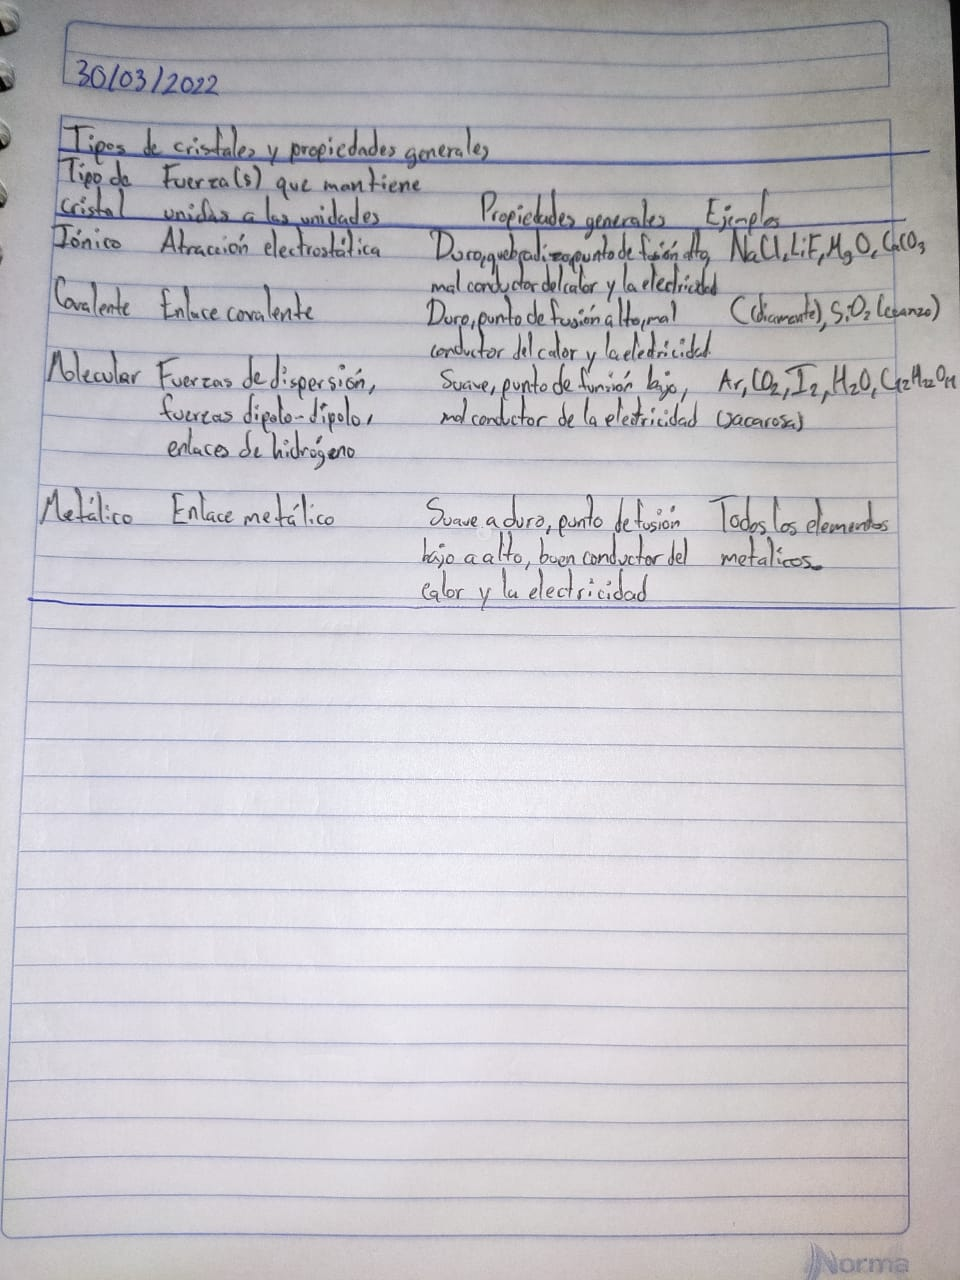 30/03/2022
Tipos de cristales y propiedades generales
Tipo de Fuerza(s) que mantiene
cristal unidas a las unidades Propiedades generales Ejemplos
Iónico Atracción electrostática Duro, quebradizo, punto de fusión alto, NaCl, LiF, MgO, CaCO3
mal conductor del calor y la electricidad
Covalente Enlace covalente Duro, punto de fusión alto, mal C(diamante), SiO2 (cuarzo)
conductor del calor y la electricidad
Molecular Fuerzas de dispersión, Suave, punto de funsión bajo, Ar, CO2, I2, H2O, C12H22O11
fuerzas dipolo-dipolo, mal conductor de la electricidad (sacarosa)
enlaces de hidrógeno
Metálico Enlace metálico Suave a duro, punto de fusión Todos los elementos
bajo a alto, buen conductor del metalicos
calor y la electricidad
Norma